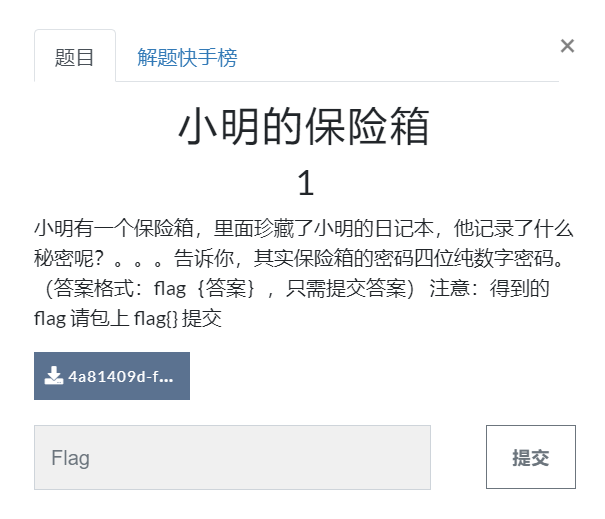 题目 解题快手榜 ×
小明的保险箱
1
小明有一个保险箱，里面珍藏了小明的日记本，他记录了什么
秘密呢？。。。告诉你，其实保险箱的密码四位纯数字密码。
（答案格式：flag｛答案｝，只需提交答案） 注意：得到的
flag 请包上 flag{} 提交
4a81409d-f...
Flag 提交